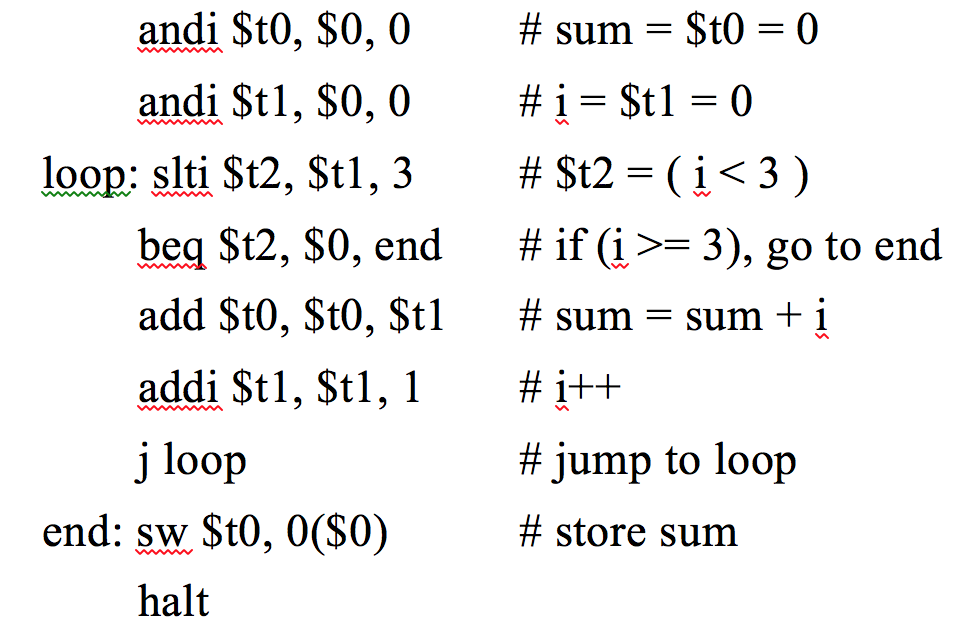 andi $t0, $0, 0 # sum = $t0 = 0
andi $t1, $0, 0 # i = $t1 = 0
loop: slti $t2, $t1, 3 # $t2 = ( i < 3 )
beq $t2, $0, end # if (i >= 3), go to end
add $t0, $t0, $t1 # sum = sum + i
addi $t1, $t1, 1 # i++
j loop # jump to loop
end: sw $t0, 0($0) # store sum
halt